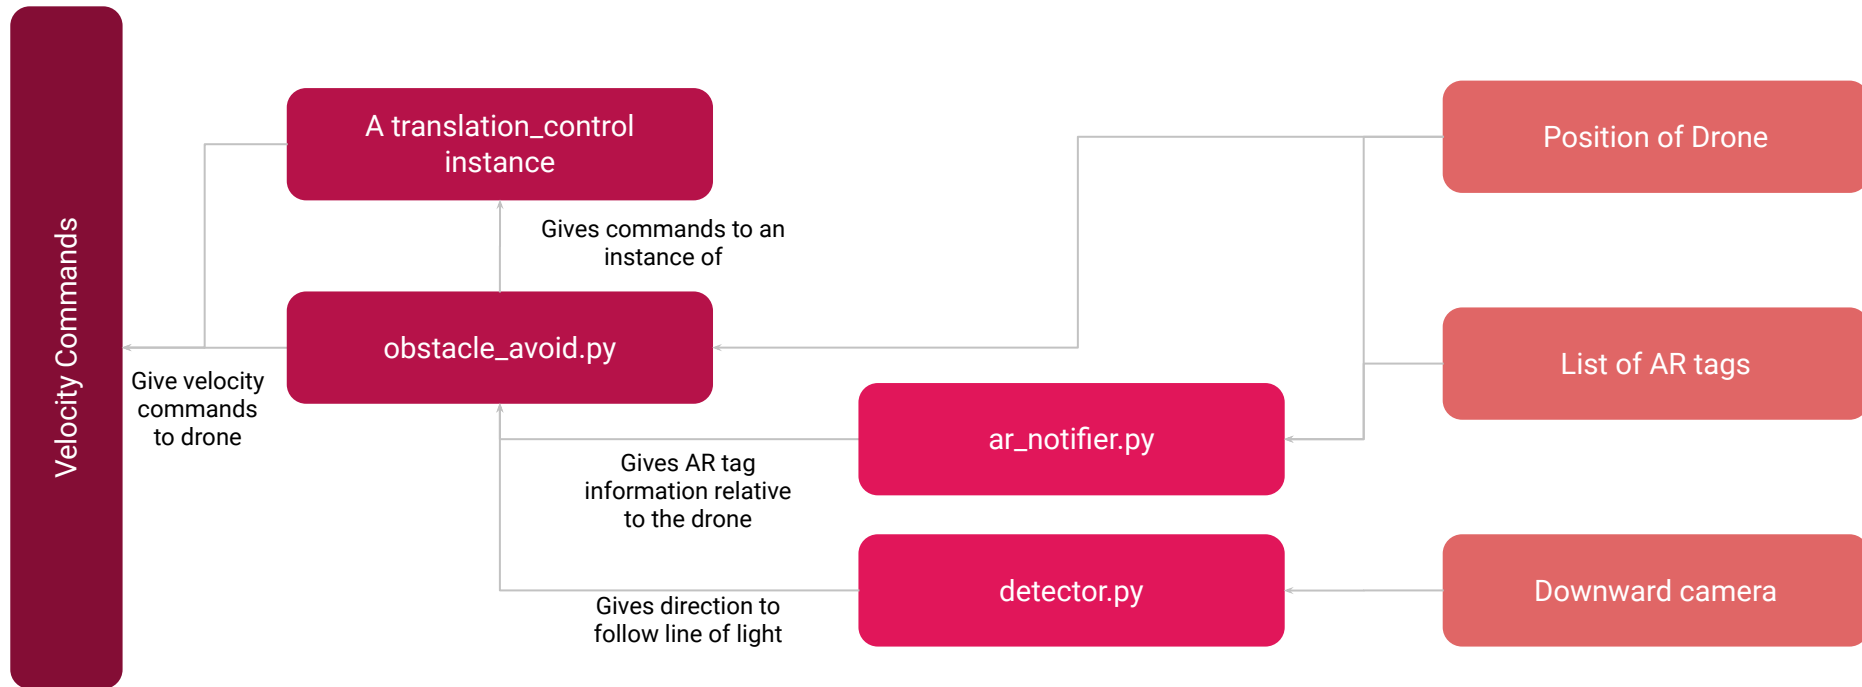 Velocity Commands
A translation_control
instance
Position of Drone
Gives commands to an
instance of
obstacle_avoid.py
List of AR tags
Give velocity
commands
to drone
ar_notifier.py
Gives AR tag
information relative
to the drone
detector.py
Downward camera
Gives direction to
follow line of light